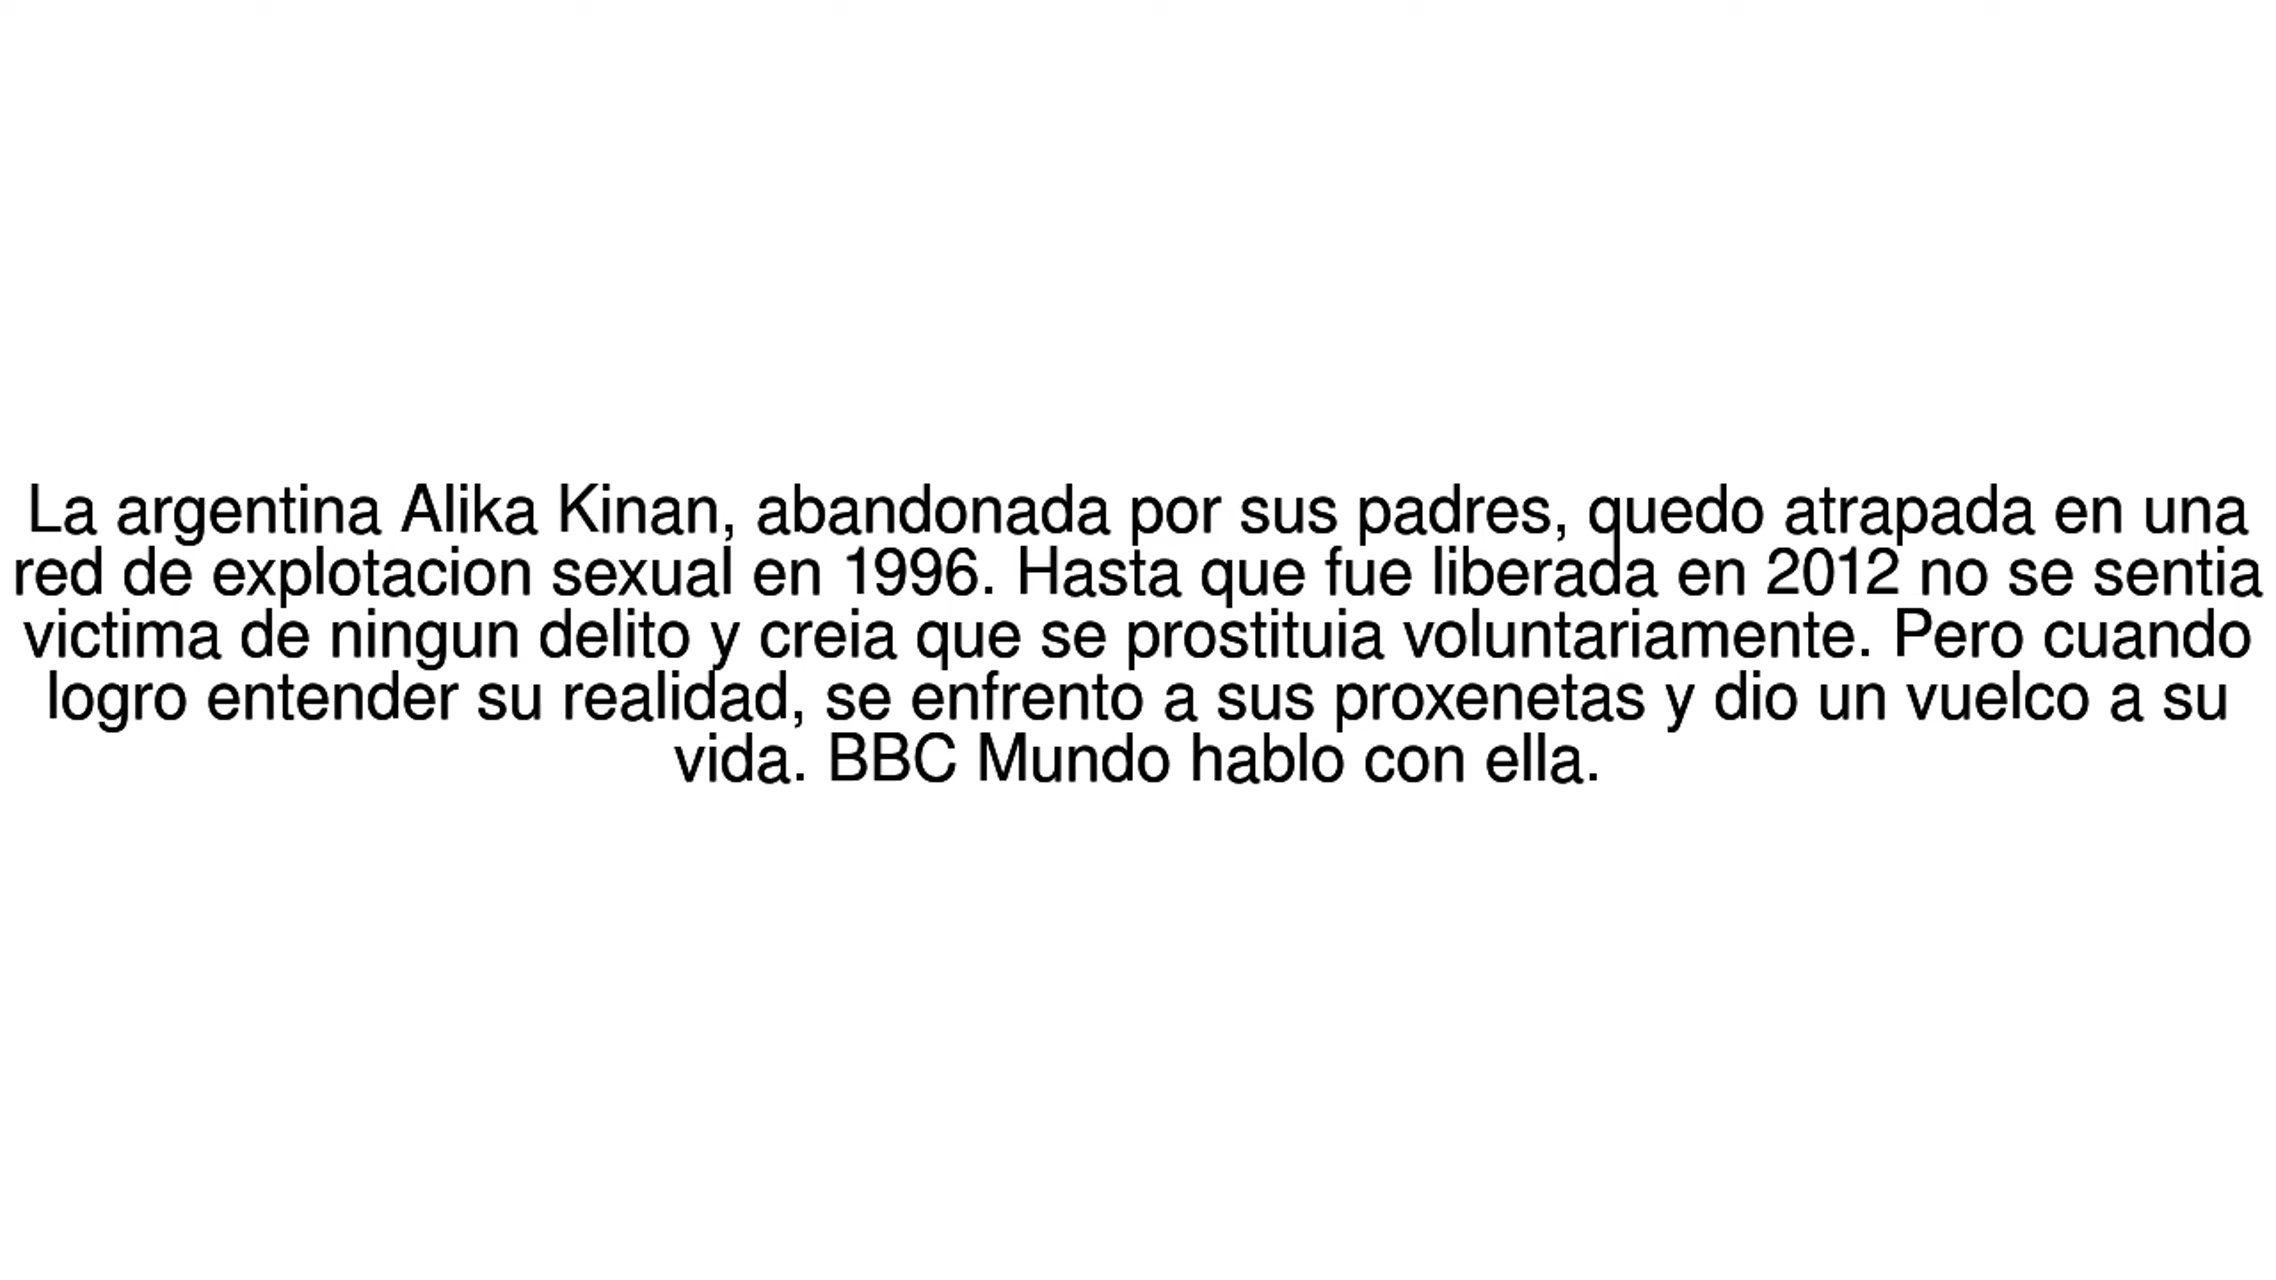 La argentina Alika Kinan, abandonada por sus padres, quedo atrapada en una
red de explotacion sexual en 1996. Hasta que fue liberada en 2012 no se sentia
victima de ningun delito y creia que se prostituia voluntariamente. Pero cuando
logro entender su realidad, se enfrento a sus proxenetas y dio un vuelco a su
vida. BBC Mundo hablo con ella.